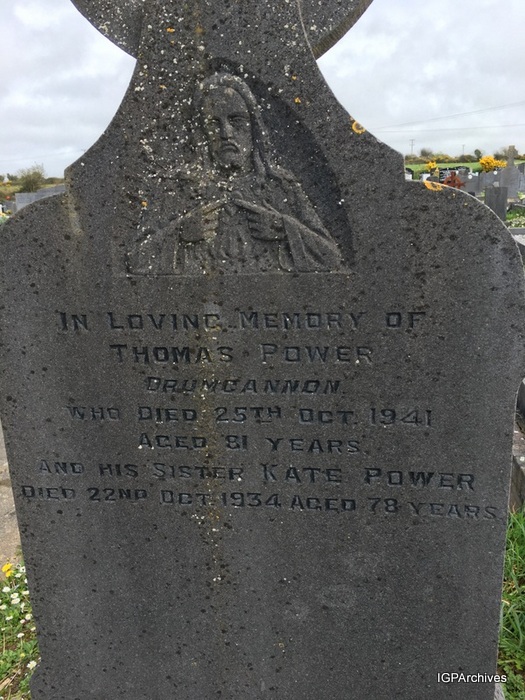 IN LOVING MEMORY OF
THOMAS POWER
DRUMCANNON.
WHO DIED 25TH OCT. 1941
AGED 81 YEARS.
AND HIS SISTER KATE POWER
DIED 22ND OCT. 1934 AGED 78 YEARS.
IGPArchives